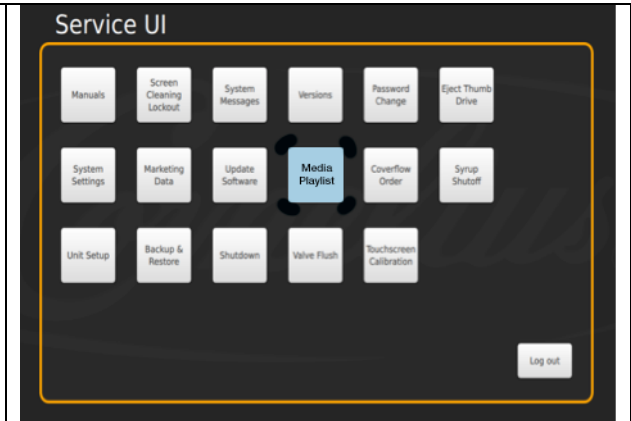 Service UI
Manuals
Screen
Cleaning
Lockout
System
Messages
Versions
Password
Change
Eject Thumb
Drive
System
Settings
Marketing
Data
Update
Software
Media
Playlist
Coverflow
Order
Syrup
Shutoff
Unit Setup
Backup &
Restore
Shutdown
Valve Flush
Touchscreen
Calibration
Log out